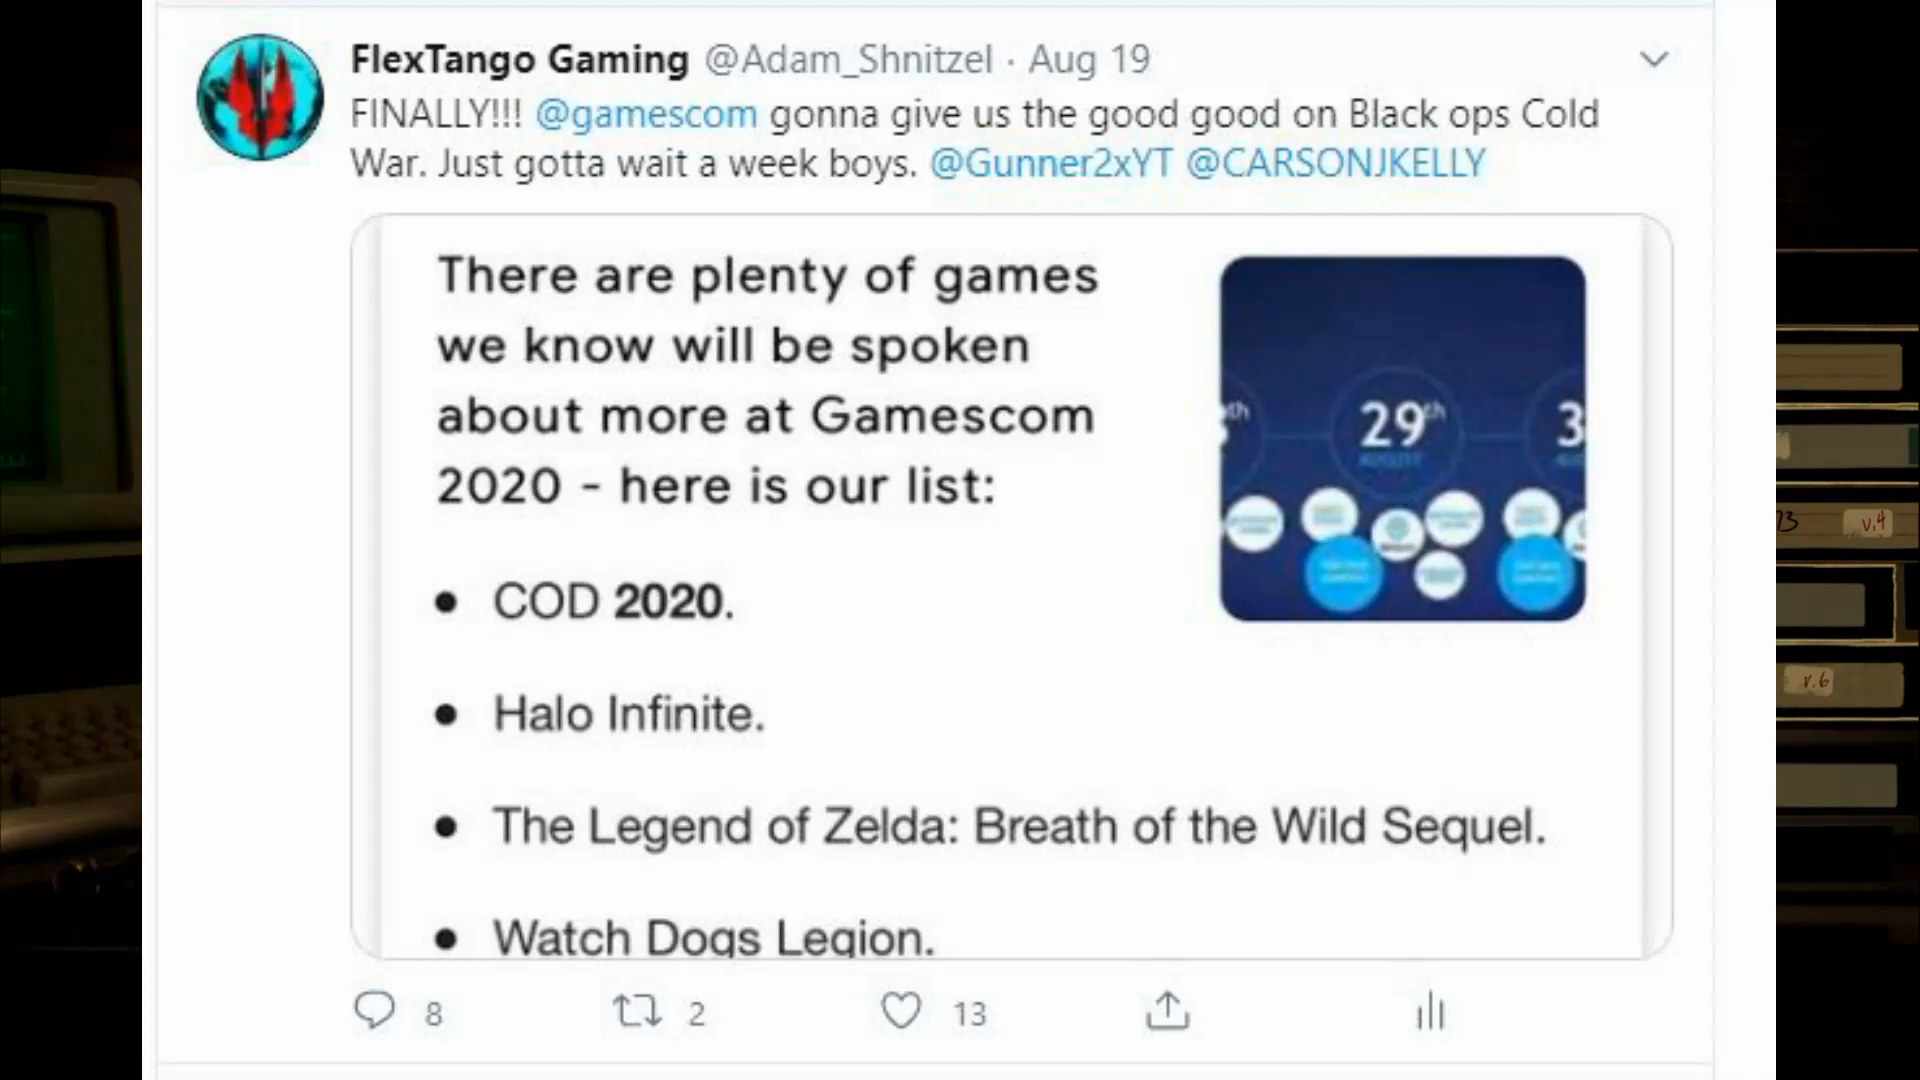 FlexTango Gaming @Adam_Shnitzel · Aug 19
FINALLY!!! @gamescom gonna give us the good good on Black ops Cold
War. Just gotta wait a week boys. @Gunner2xYT @CARSONJKELLY
There are plenty of games
we know will be spoken
about more at Gamescom
2020 - here is our list:
29th
AUGUST
• COD 2020.
• Halo Infinite.
• The Legend of Zelda: Breath of the Wild Sequel.
• Watch Dogs Legion.
8 2 13
v.4
v.6